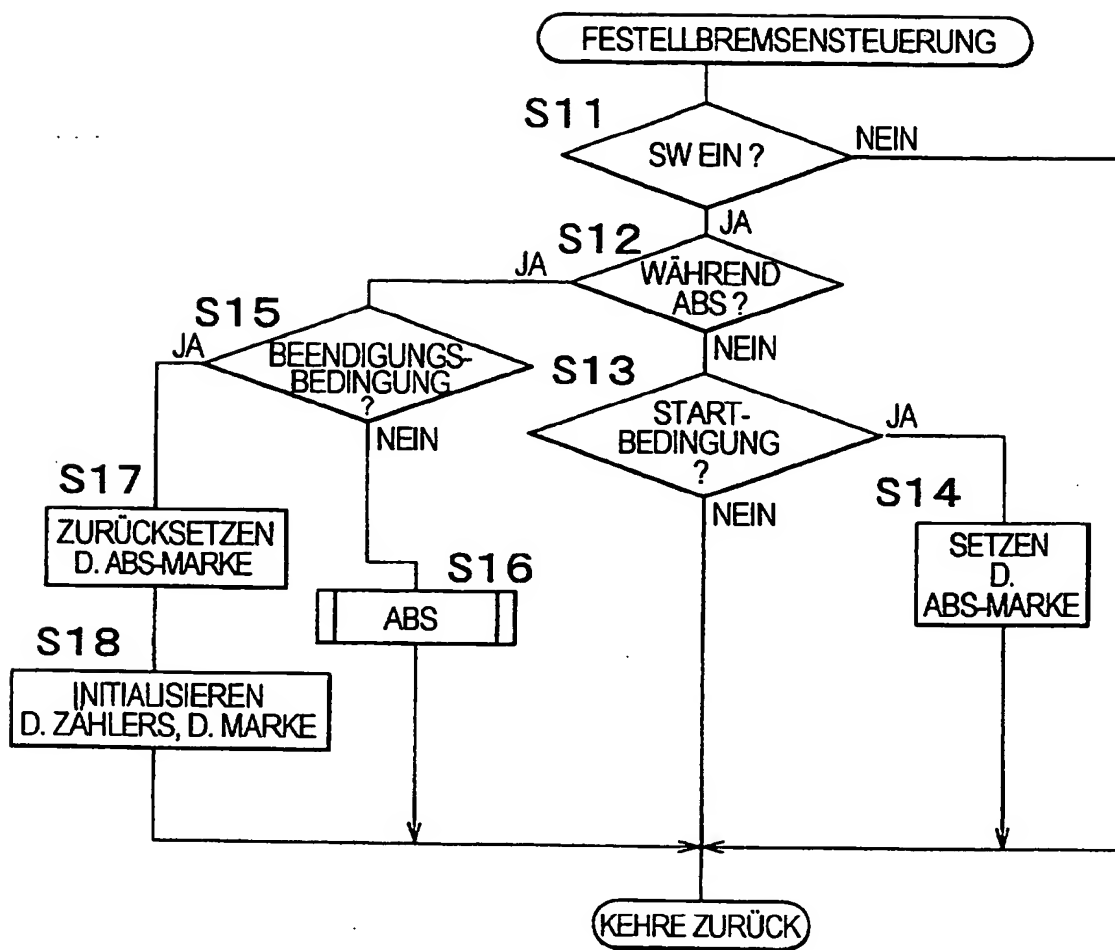 FESTELLBREMSENSTEUERUNG
S11
SW EIN ?
NEIN
JA
S12
JA
WÄHREND
ABS ?
NEIN
S15
JA
BEENDIGUNGS-
BEDINGUNG
?
NEIN
S13
START-
BEDINGUNG
?
JA
NEIN
S17
ZURÜCKSETZEN
D. ABS-MARKE
S16
ABS
S14
SETZEN
D.
ABS-MARKE
S18
INITIALISIEREN
D. ZÄHLERS, D. MARKE
KEHRE ZURÜCK